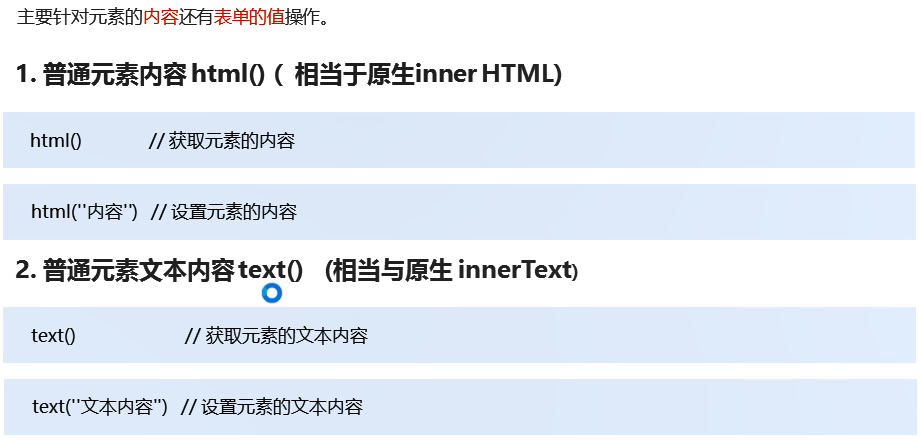 主要针对元素的内容还有表单的值操作。
1. 普通元素内容 html() （ 相当于原生inner HTML)
html() // 获取元素的内容
html(''内容'') // 设置元素的内容
2. 普通元素文本内容 text() (相当与原生 innerText)
text() // 获取元素的文本内容
text(''文本内容'') // 设置元素的文本内容